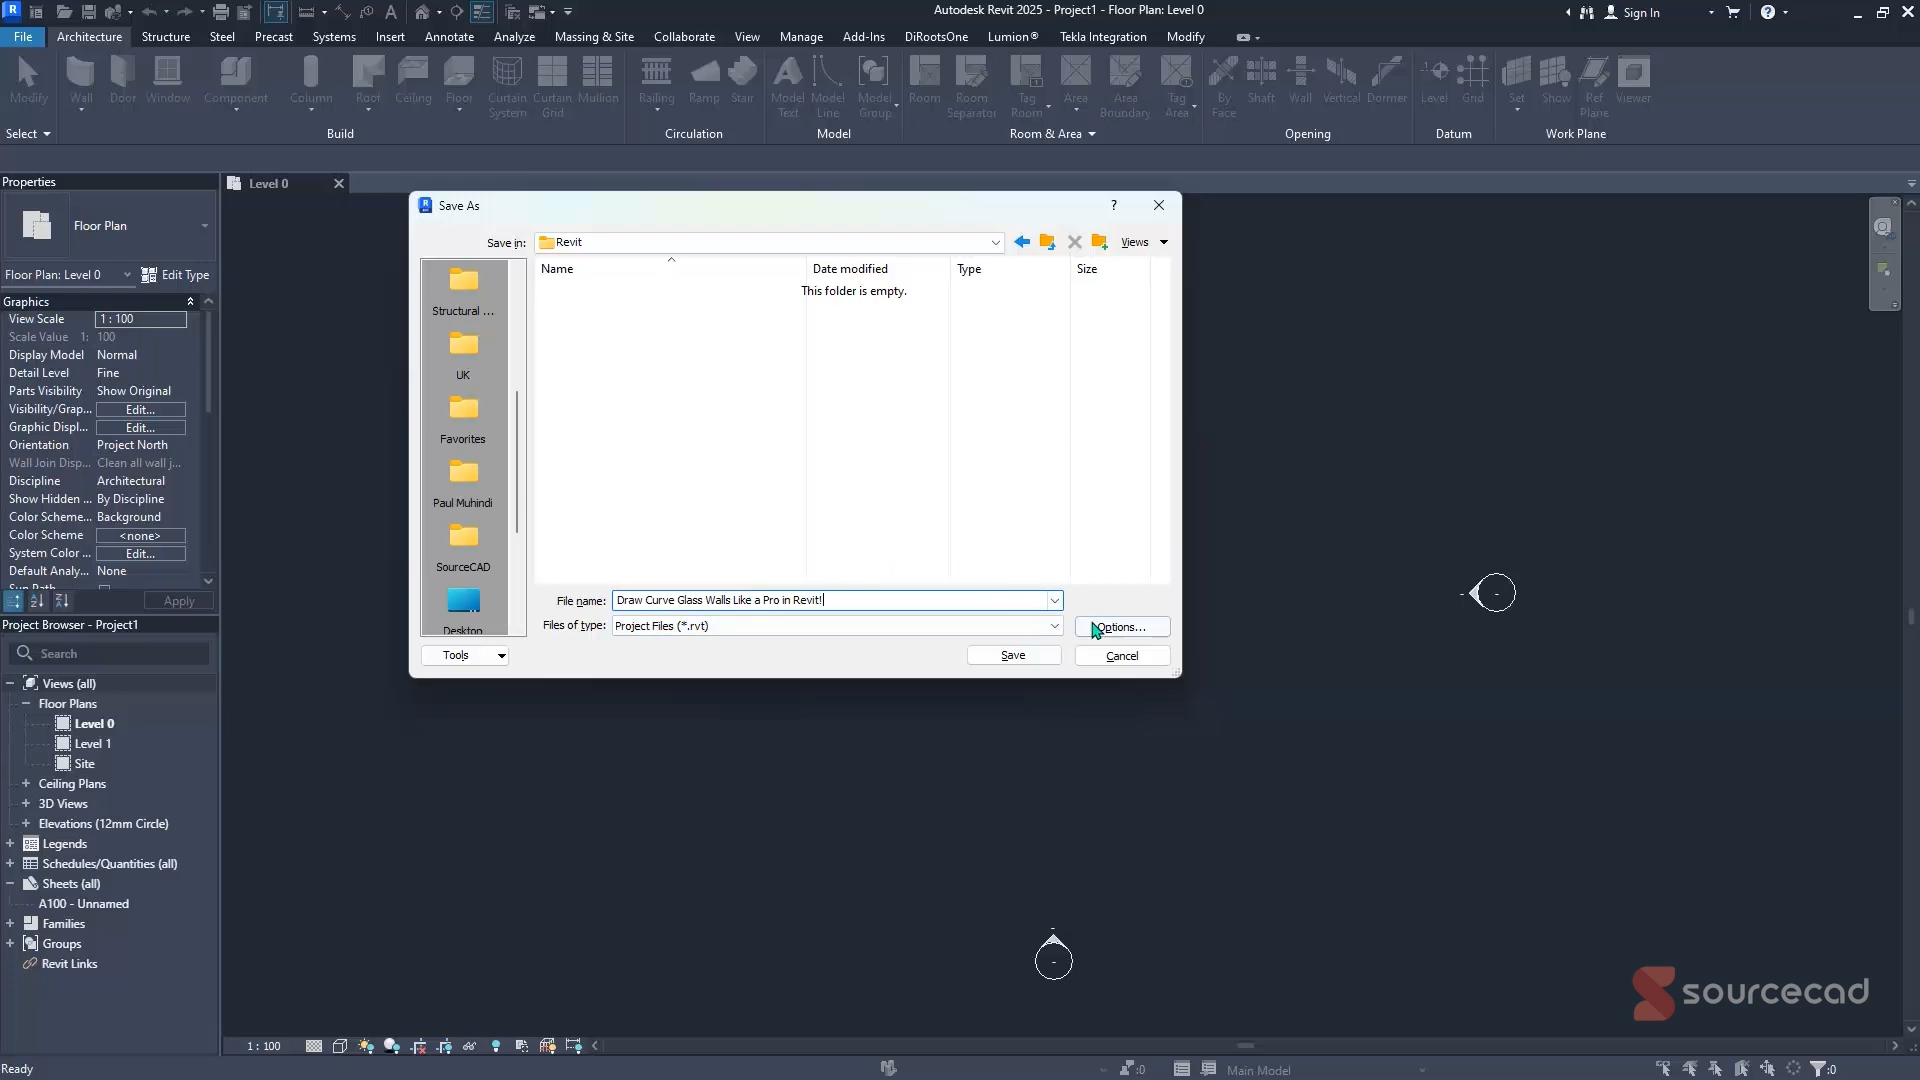 Autodesk Revit 2025 - Project1 - Floor Plan: Level 0
Sign In
File Architecture Structure Steel Precast Systems Insert Annotate Analyze Massing & Site Collaborate View Manage Add-Ins DiRootsOne Lumion® Tekla Integration Modify
Modify
Wall
Door
Window
Component
Column
Roof
Ceiling
Floor
Curtain System
Curtain Grid
Mullion
Railing
Ramp
Stair
Model Text
Model Line
Model Group
Room
Room Separator
Tag Room
Area
Area Boundary
Tag Area
By Face
Shaft
Wall
Vertical
Dormer
Level
Grid
Set
Show
Ref Plane
Viewer
Select Build Circulation Model Room & Area Opening Datum Work Plane
Properties
Level 0
Floor Plan
Floor Plan: Level 0 Edit Type
Graphics
View Scale 1 : 100
Scale Value 1: 100
Display Model Normal
Detail Level Fine
Parts Visibility Show Original
Visibility/Grap... Edit...
Graphic Displ... Edit...
Orientation Project North
Wall Join Disp... Clean all wall j...
Discipline Architectural
Show Hidden ... By Discipline
Color Scheme... Background
Color Scheme <none>
System Color ... Edit...
Default Analy... None
Sun Path
Apply
Project Browser - Project1
Search
Views (all)
Floor Plans
Level 0
Level 1
Site
Ceiling Plans
3D Views
Elevations (12mm Circle)
Legends
Schedules/Quantities (all)
Sheets (all)
A100 - Unnamed
Families
Groups
Revit Links
Save As
Save in: Revit Views
Name Date modified Type Size
This folder is empty.
Structural ...
UK
Favorites
Paul Muhindi
SourceCAD
Desktop
File name: Draw Curve Glass Walls Like a Pro in Revit!
Files of type: Project Files (*.rvt) Options...
Tools Save Cancel
sourcecad
1 : 100
Ready :0 Main Model :0